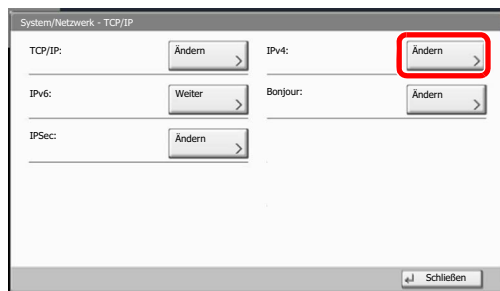 System/Netzwerk - TCP/IP
TCP/IP: Ändern IPv4: Ändern
IPv6: Weiter Bonjour: Ändern
IPSec: Ändern
Schließen